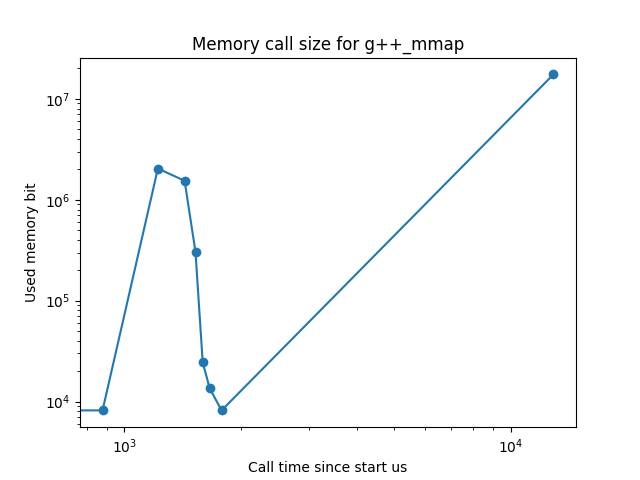 Memory call size for g++_mmap
Used memory bit
10^7
10^6
10^5
10^4
10^3
10^4
Call time since start us